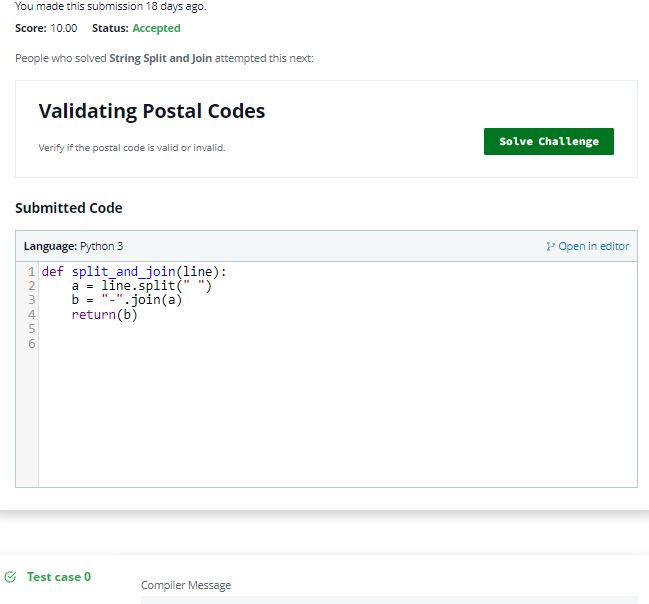 You made this submission 18 days ago.
Score: 10.00 Status: Accepted
People who solved String Split and Join attempted this next:
Validating Postal Codes
Verify if the postal code is valid or invalid.
Solve Challenge
Submitted Code
Language: Python 3
Open in editor
1 def split_and_join(line):
2     a = line.split(" ")
3     b = "-".join(a)
4     return(b)
5
6
Test case 0
Compiler Message